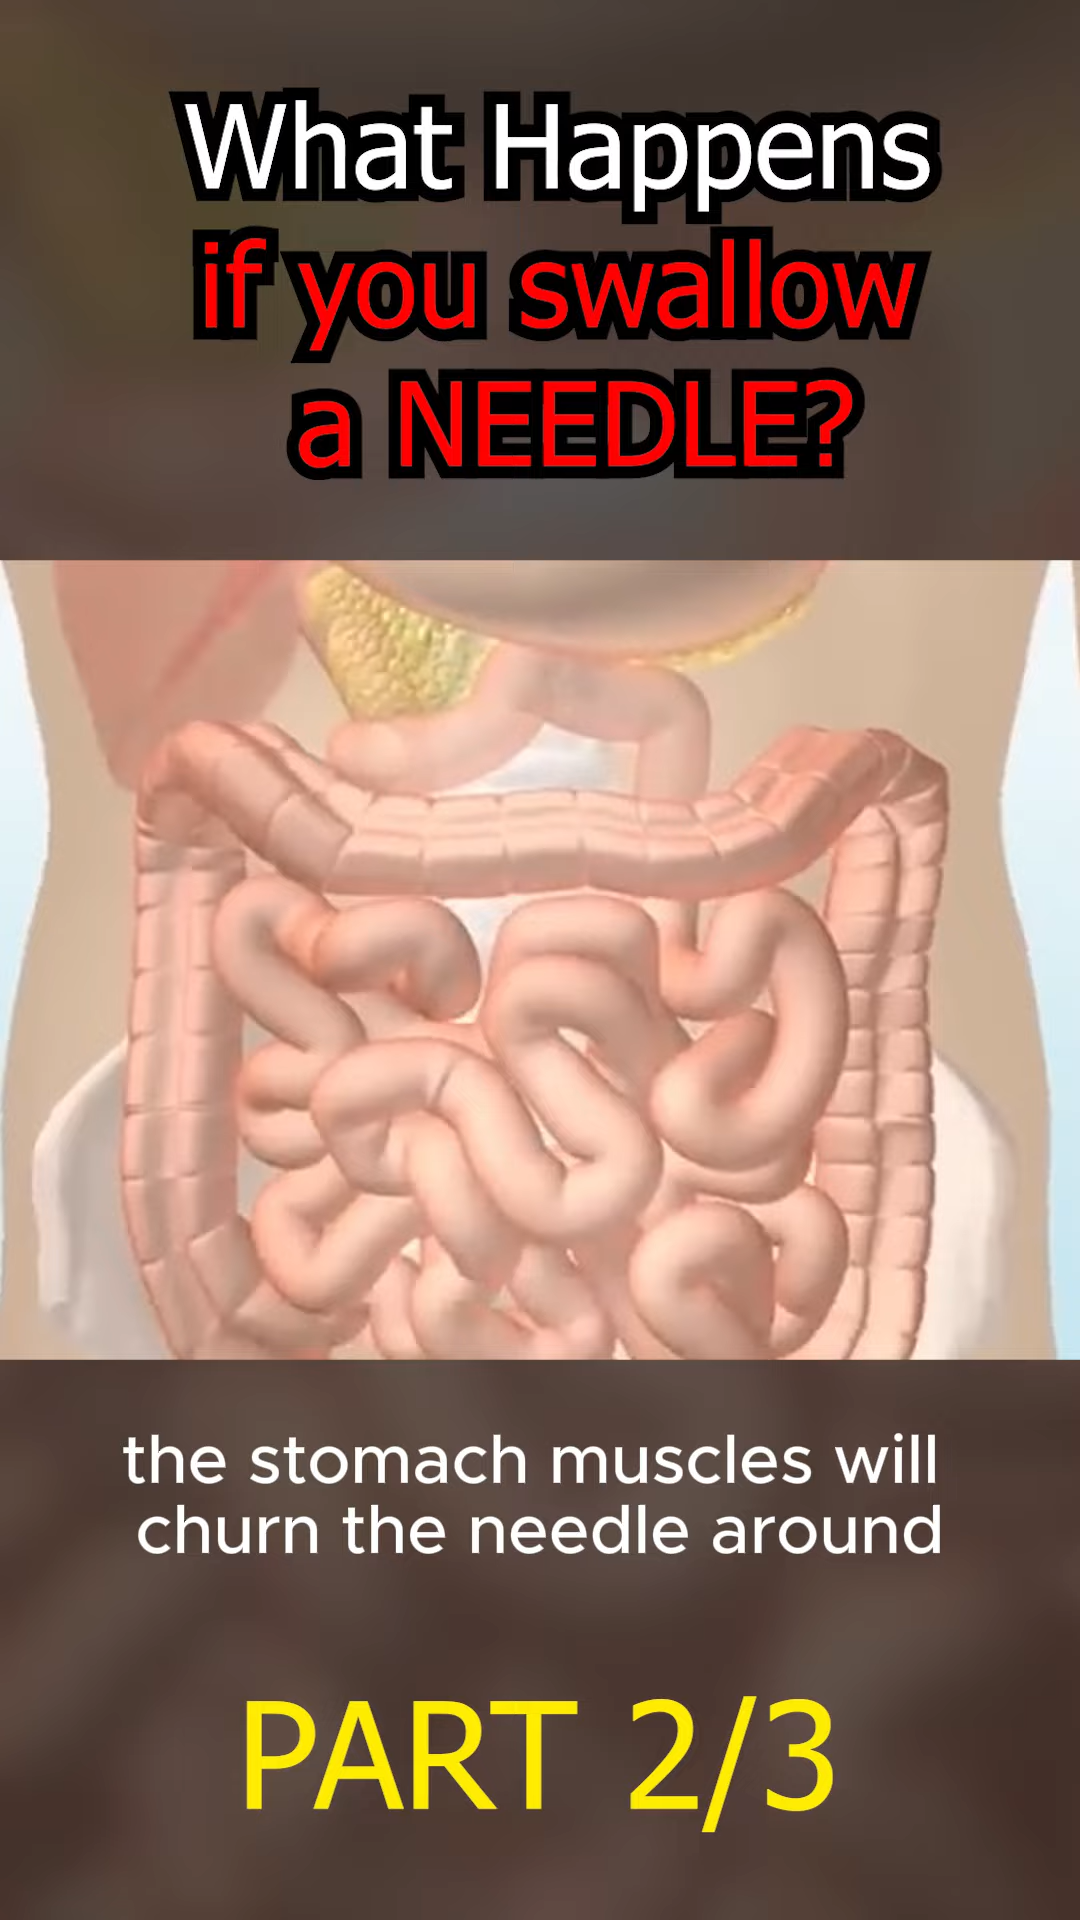 What Happens
if you swallow
a NEEDLE?
the stomach muscles will
churn the needle around
PART 2/3